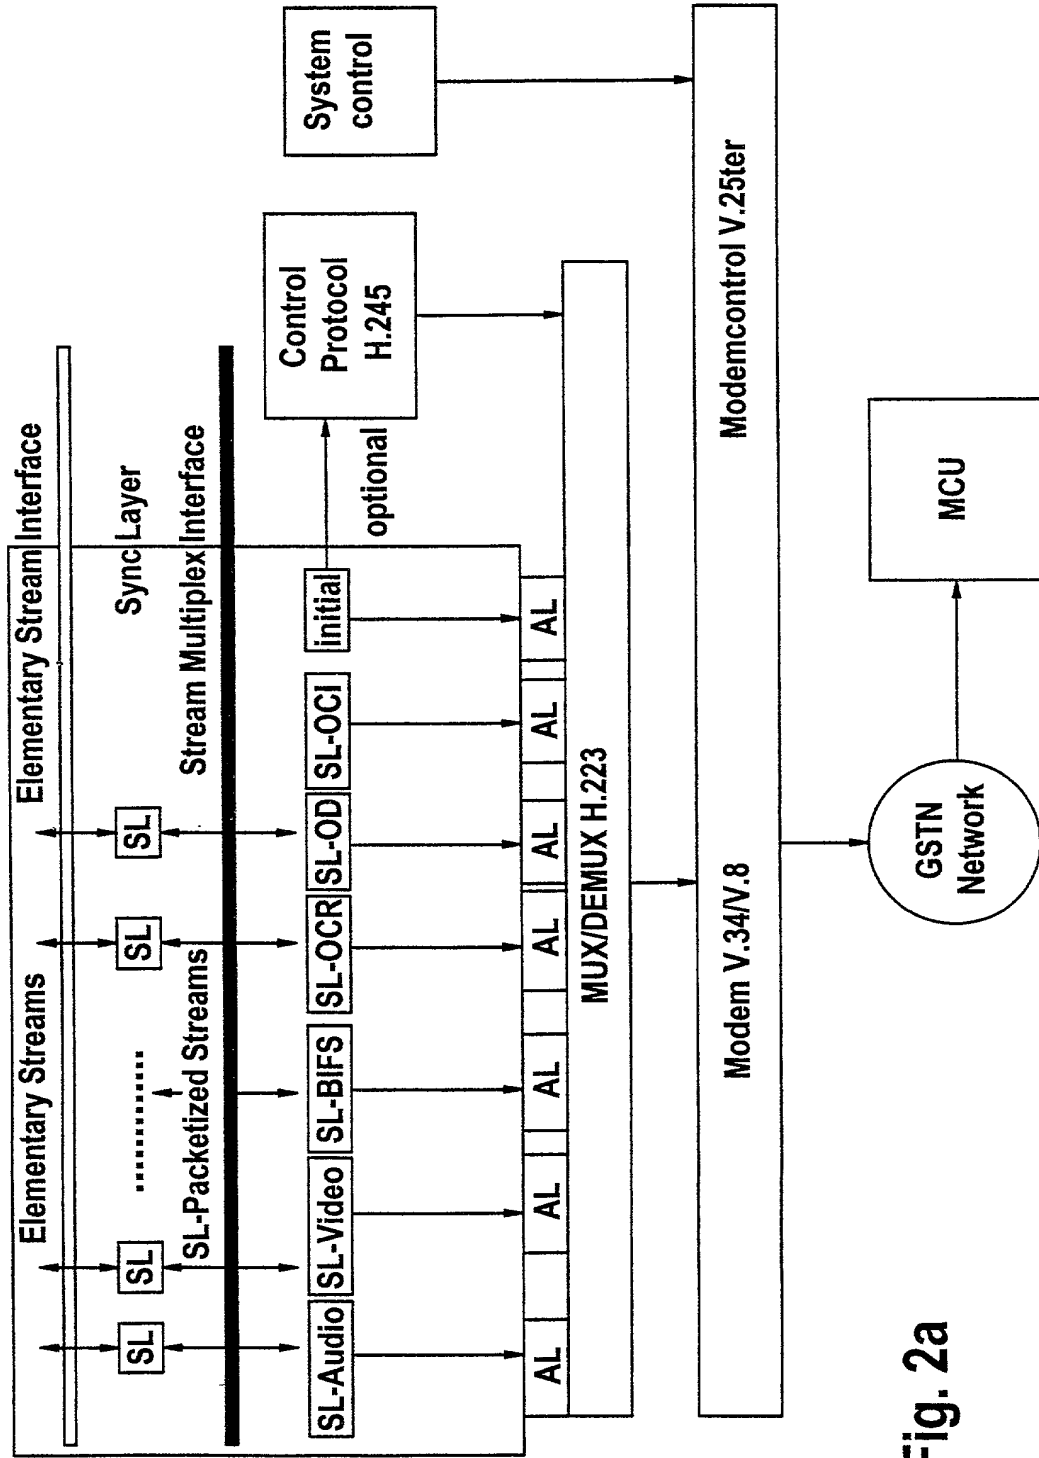 Elementary Streams
Elementary Stream Interface
SL
SL
SL
SL
Sync Layer
SL-Packetized Streams
Stream Multiplex Interface
SL-Audio
SL-Video
SL-BIFS
SL-OCR
SL-OD
SL-OCI
initial
optional
Control
Protocol
H.245
System
control
AL
AL
AL
AL
AL
AL
AL
MUX/DEMUX H.223
Modem V.34/V.8
Modemcontrol V.25ter
GSTN
Network
MCU
Fig. 2a